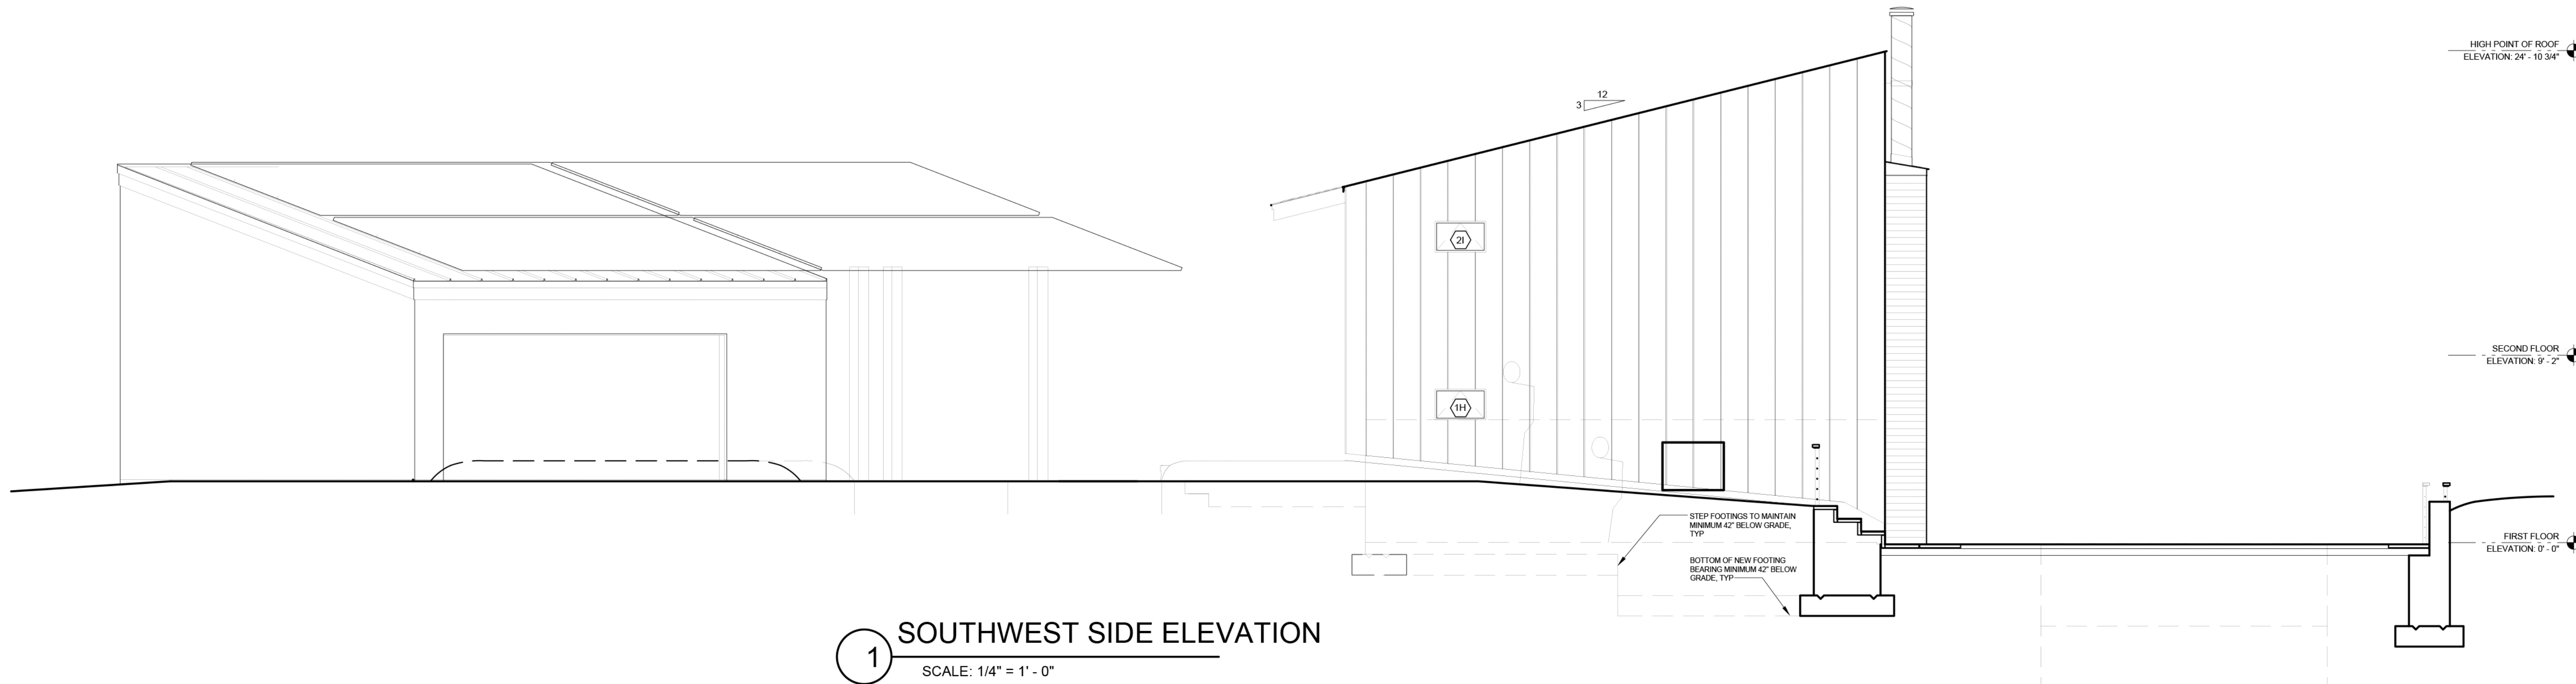 HIGH POINT OF ROOF
ELEVATION: 24' - 10 3/4"
12
3
2I
SECOND FLOOR
ELEVATION: 9' - 2"
1H
STEP FOOTINGS TO MAINTAIN
MINIMUM 42" BELOW GRADE,
TYP
FIRST FLOOR
ELEVATION: 0' - 0"
BOTTOM OF NEW FOOTING
BEARING MINIMUM 42" BELOW
GRADE, TYP
1
SOUTHWEST SIDE ELEVATION
SCALE: 1/4" = 1' - 0"